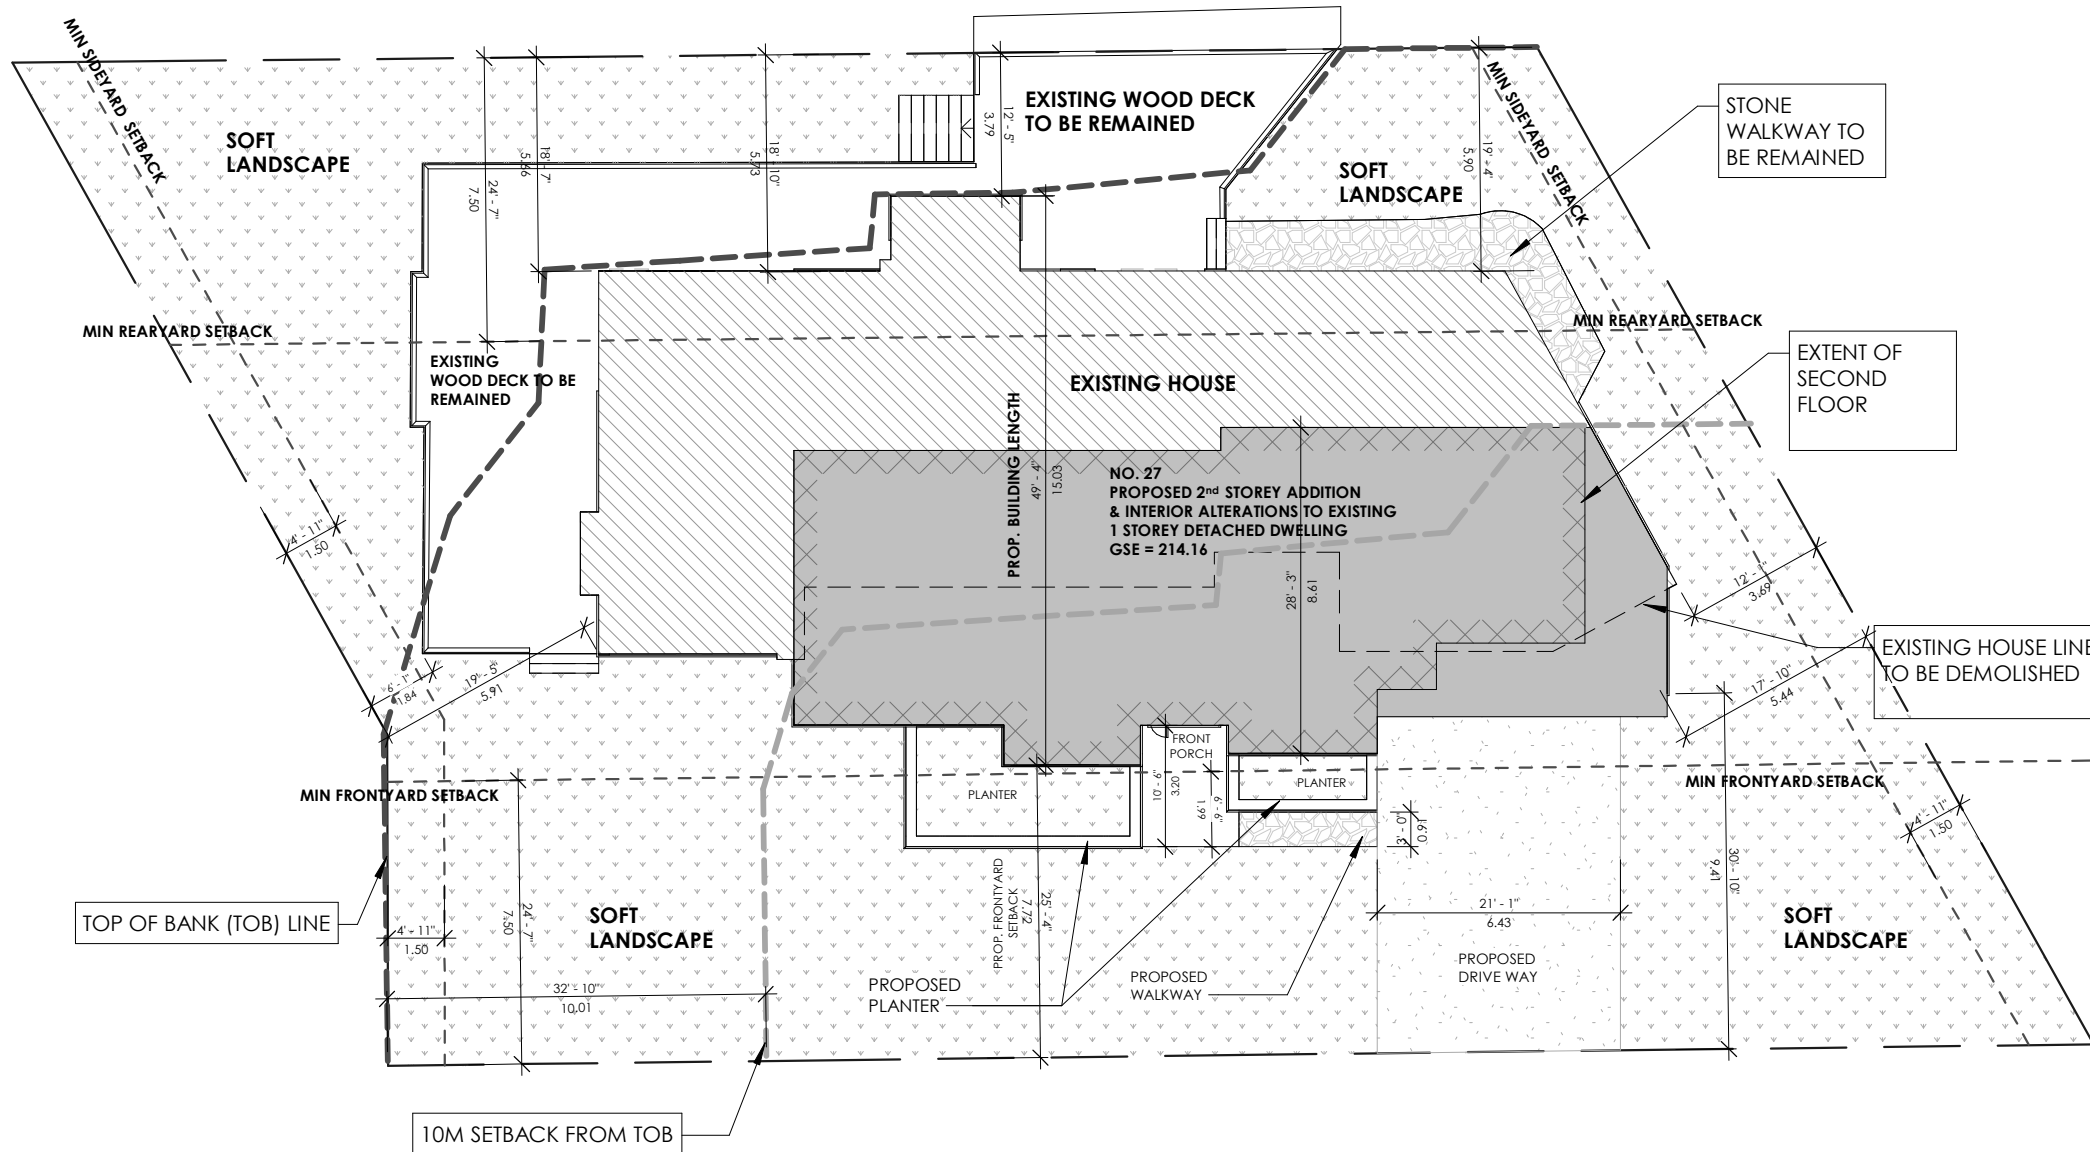 MIN SIDEYARD SETBACK
SOFT
LANDSCAPE
24' - 7"
7.50
18' - 7"
5.66
18' - 10"
5.73
12' - 5"
3.79
EXISTING WOOD DECK
TO BE REMAINED
SOFT
LANDSCAPE
19' - 4"
5.90
MIN SIDEYARD SETBACK
STONE
WALKWAY TO
BE REMAINED
MIN REARYARD SETBACK
MIN REARYARD SETBACK
EXISTING
WOOD DECK TO BE
REMAINED
EXISTING HOUSE
EXTENT OF
SECOND
FLOOR
PROP. BUILDING LENGTH
49' - 4"
15.03
NO. 27
PROPOSED 2nd STOREY ADDITION
& INTERIOR ALTERATIONS TO EXISTING
1 STOREY DETACHED DWELLING
GSE = 214.16
28' - 3"
8.61
4' - 11"
1.50
12' - 1"
3.69
6' - 1"
1.84
19' - 5"
5.91
EXISTING HOUSE LINE
TO BE DEMOLISHED
17' - 10"
5.44
FRONT
PORCH
PLANTER
PLANTER
10' - 6"
3.20
6' - 6"
1.99
3' - 0"
0.91
MIN FRONTYARD SETBACK
MIN FRONTYARD SETBACK
4' - 11"
1.50
30' - 10"
9.41
TOP OF BANK (TOB) LINE
4' - 11"
1.50
24' - 7"
7.50
SOFT
LANDSCAPE
PROP. FRONTYARD
SETBACK
7.72
25' - 4"
21' - 1"
6.43
SOFT
LANDSCAPE
32' - 10"
10.01
PROPOSED
PLANTER
PROPOSED
WALKWAY
PROPOSED
DRIVE WAY
10M SETBACK FROM TOB